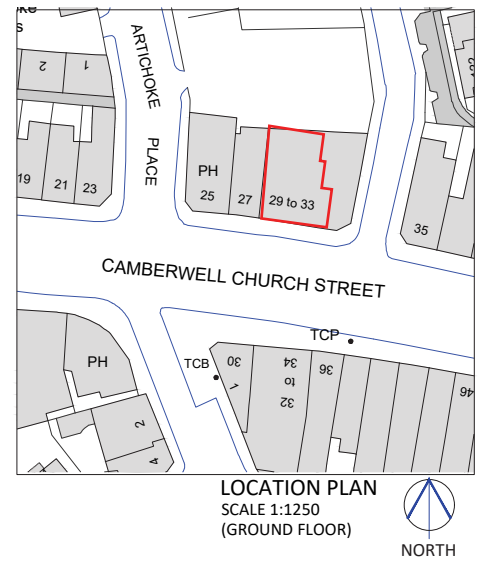 ke
s
2
1
ARTICHOKE
PLACE
19
21
23
PH
25
27
29 to 33
35
CAMBERWELL CHURCH STREET
TCP
TCB
30
1
34
to
32
36
46
PH
2
4
LOCATION PLAN
SCALE 1:1250
(GROUND FLOOR)
NORTH